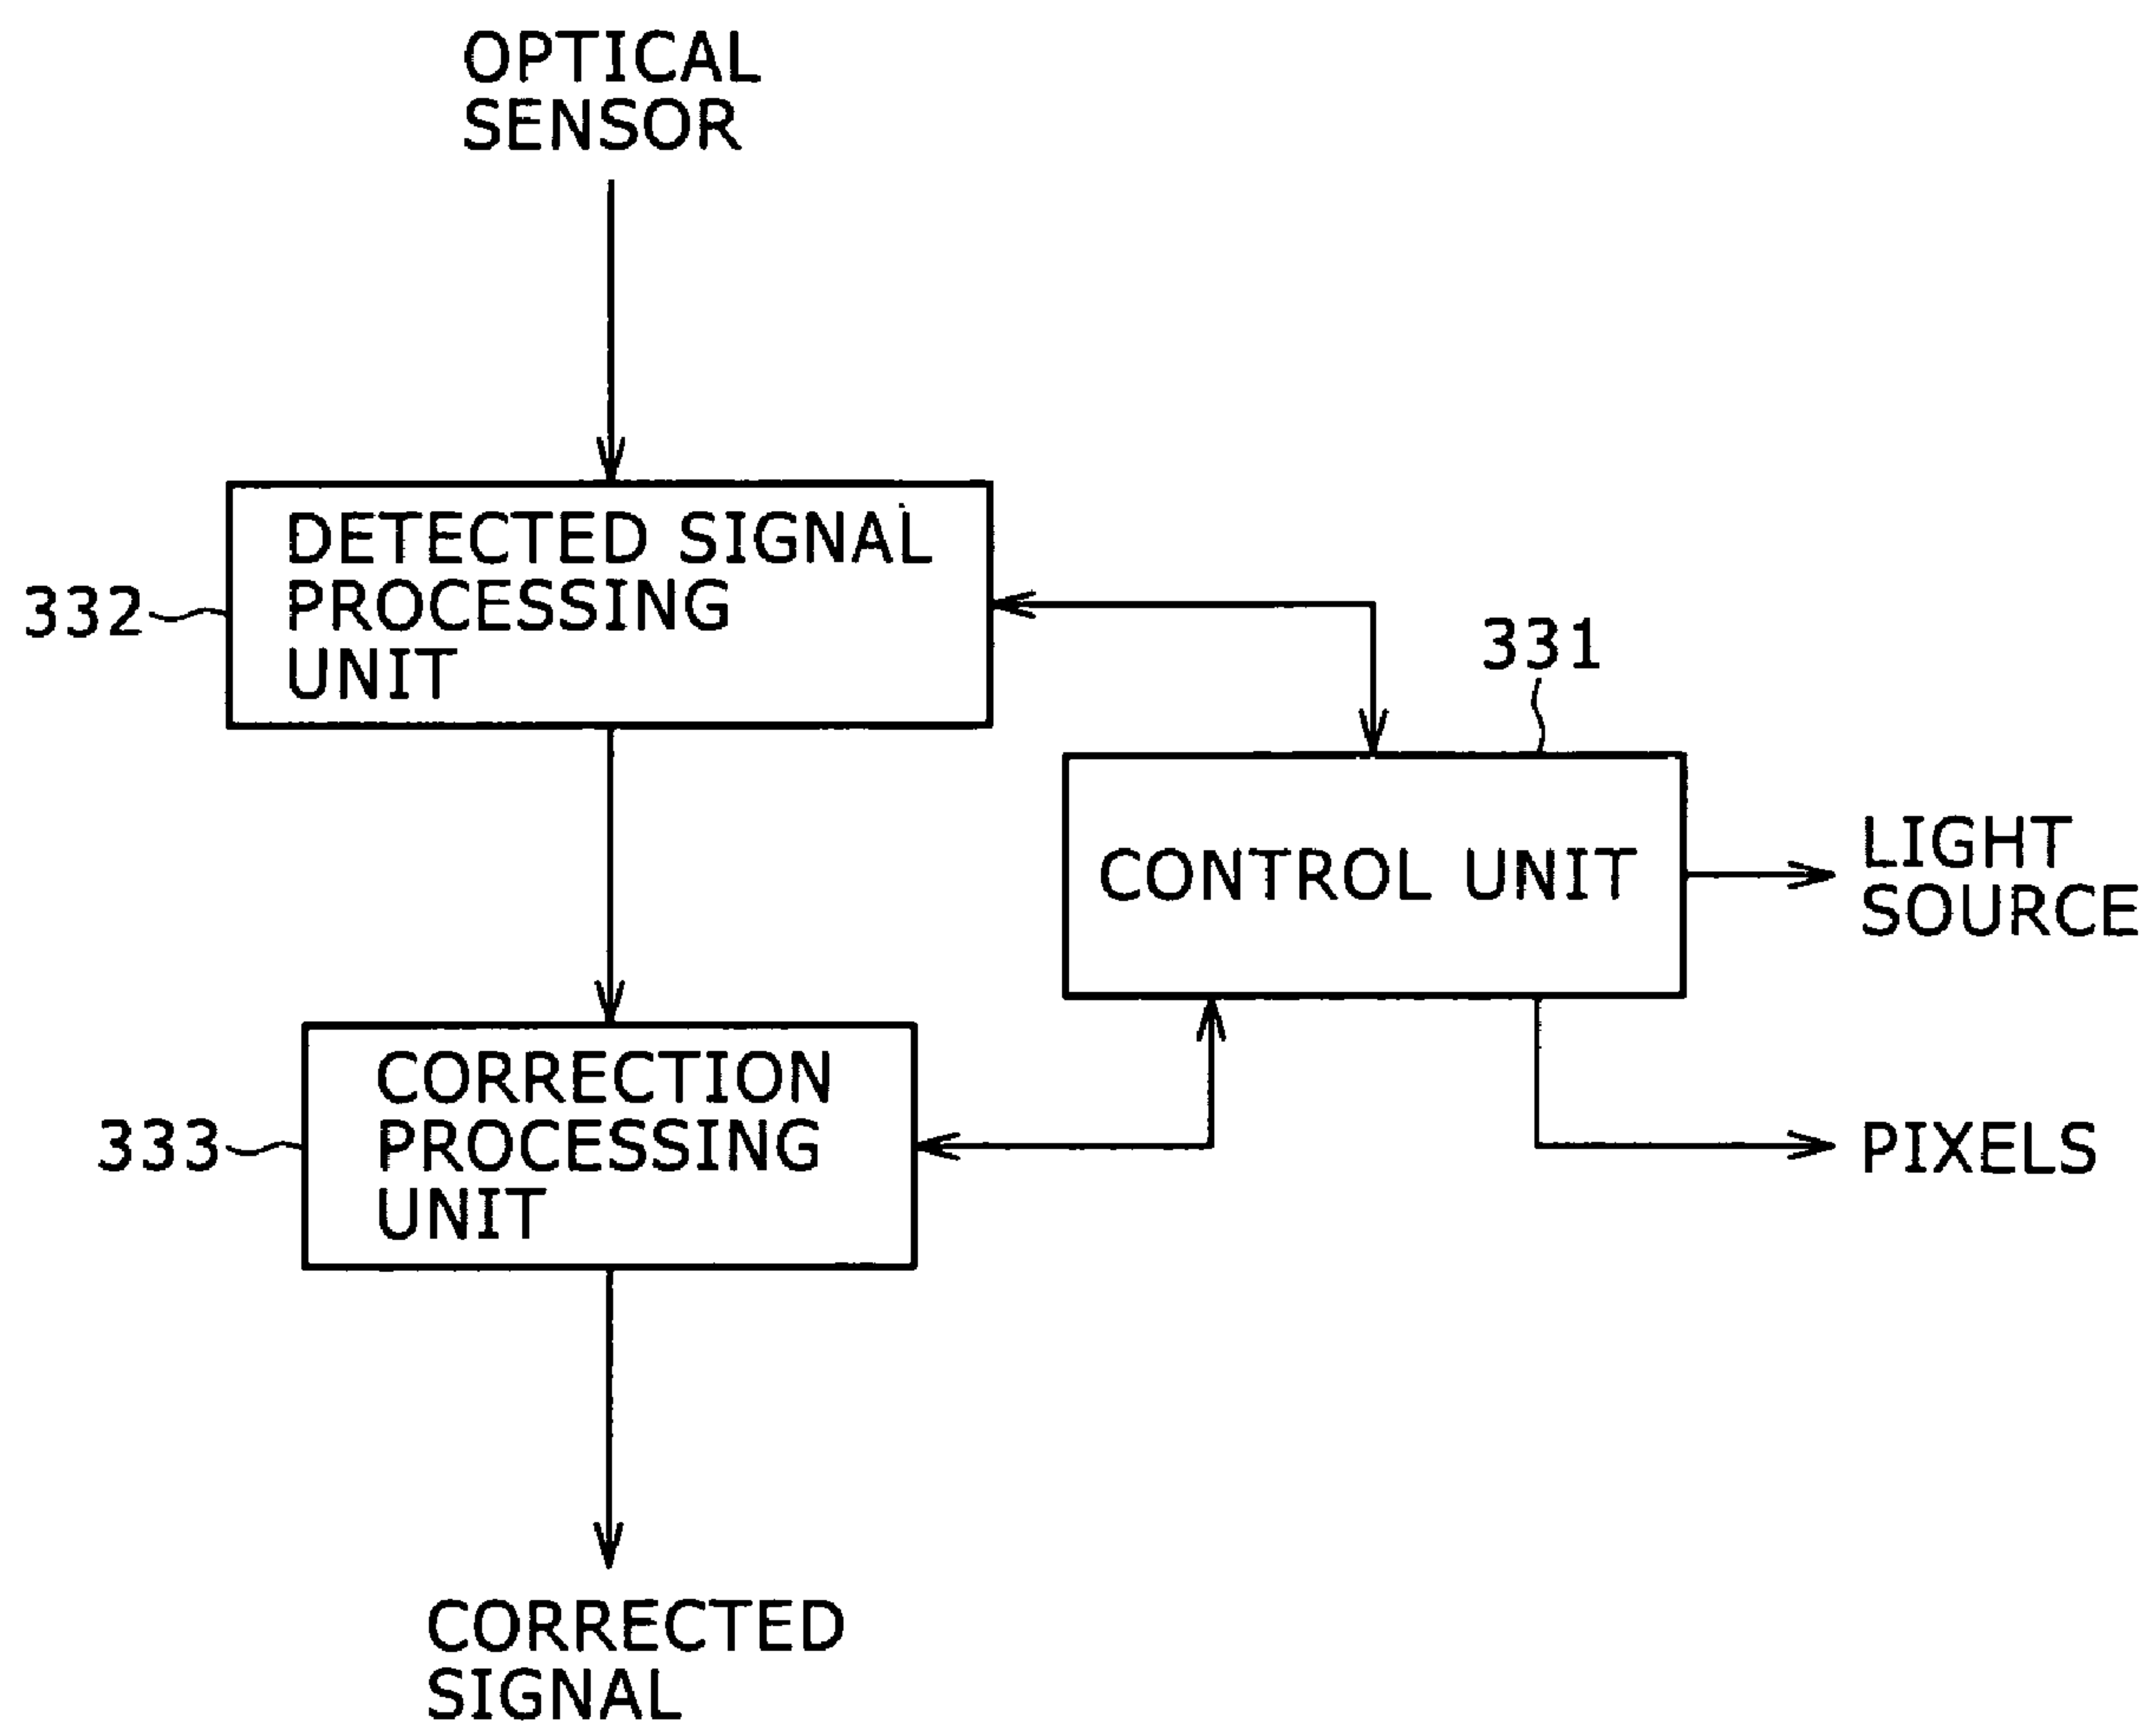 OPTICAL
SENSOR
DETECTED SIGNAL
PROCESSING
UNIT
332
331
CONTROL UNIT
LIGHT
SOURCE
CORRECTION
PROCESSING
UNIT
333
PIXELS
CORRECTED
SIGNAL